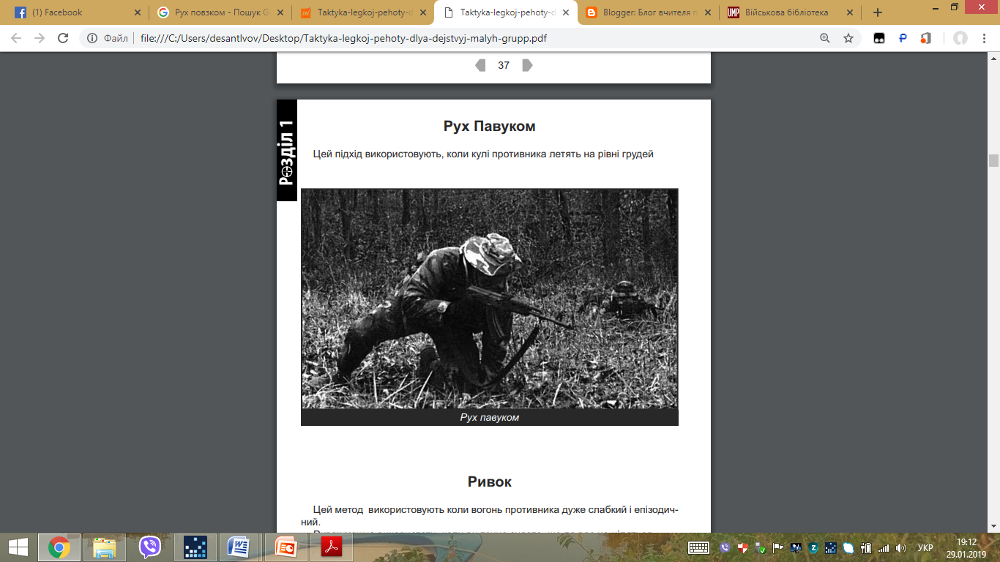 (1) Facebook
Рух повзком - Пошук G
Taktyka-legkoj-pehoty-d
Taktyka-legkoj-pehoty-d
Blogger: Блог вчителя п
UMP Військова бібліотека
Файл file:///C:/Users/desantlvov/Desktop/Taktyka-legkoj-pehoty-dlya-dejstvyj-malyh-grupp.pdf
37
Розділ 1
Рух Павуком
Цей підхід використовують, коли кулі противника летять на рівні грудей
Рух павуком
Ривок
Цей метод використовують коли вогонь противника дуже слабкий і епізодич-
ний.
УКР
19:12
29.01.2019